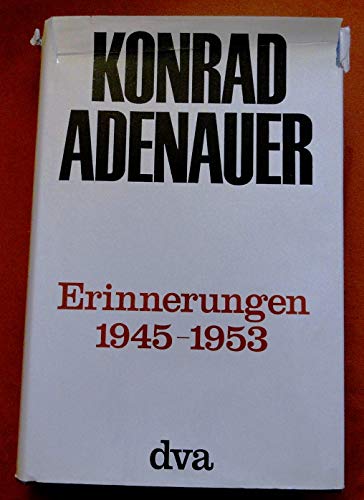 KONRAD
ADENAUER
Erinnerungen
1945-1953
dva